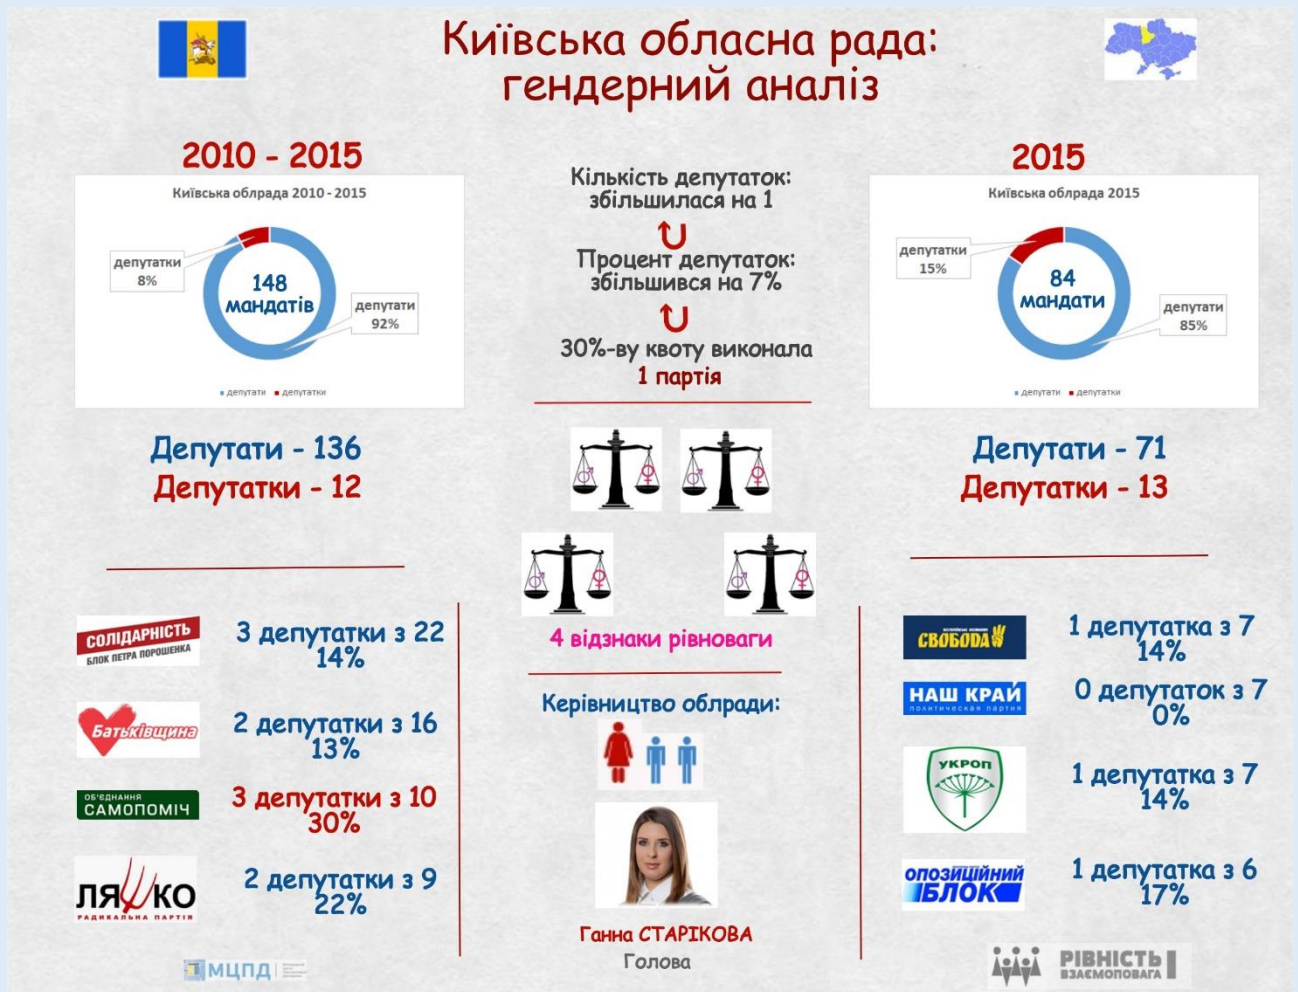 Київська обласна рада:
гендерний аналіз
2010 - 2015
Київська облрада 2010 - 2015
депутатки
8%
148
мандатів
депутати
92%
депутати депутатки
Депутати - 136
Депутатки - 12
СОЛІДАРНІСТЬ
БЛОК ПЕТРА ПОРОШЕНКА
3 депутатки з 22
14%
Батьківщина
2 депутатки з 16
13%
ОБ'ЄДНАННЯ
САМОПОМІЧ
3 депутатки з 10
30%
ЛЯШКО
РАДИКАЛЬНА ПАРТІЯ
2 депутатки з 9
22%
МЦПД
Кількість депутаток:
збільшилася на 1
Процент депутаток:
збільшився на 7%
30%-ву квоту виконала
1 партія
4 відзнаки рівноваги
Керівництво облради:
Ганна СТАРІКОВА
Голова
2015
Київська облрада 2015
депутатки
15%
84
мандати
депутати
85%
депутати депутатки
Депутати - 71
Депутатки - 13
СВОБОДА
1 депутатка з 7
14%
НАШ КРАЙ
политическая партия
0 депутаток з 7
0%
УКРОП
1 депутатка з 7
14%
ОПОЗИЦІЙНИЙ
БЛОК
1 депутатка з 6
17%
РІВНІСТЬ
ВЗАЄМОПОВАГА